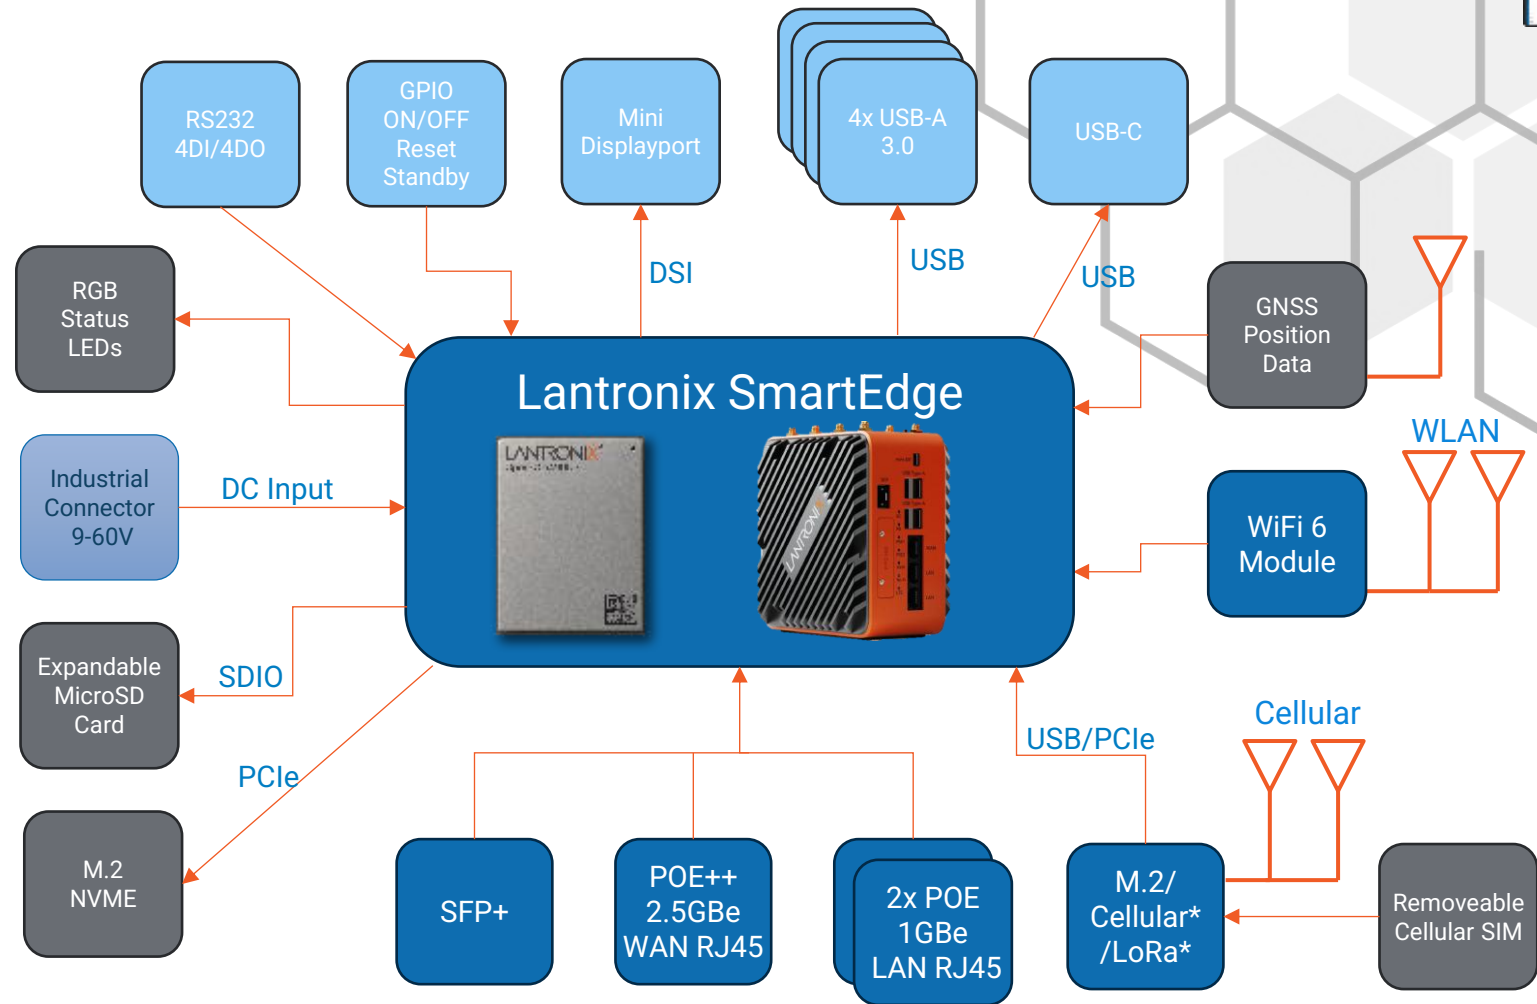 RS232
4DI/4DO
GPIO
ON/OFF
Reset
Standby
Mini
Displayport
4x USB-A
3.0
USB-C
RGB
Status
LEDs
DSI
USB
USB
GNSS
Position
Data
Lantronix SmartEdge
LANTRONIX
LANTRONIX
WLAN
Industrial
Connector
9-60V
DC Input
WiFi 6
Module
Expandable
MicroSD
Card
SDIO
PCIe
USB/PCIe
Cellular
M.2
NVME
SFP+
POE++
2.5GBe
WAN RJ45
2x POE
1GBe
LAN RJ45
M.2/
Cellular*
/LoRa*
Removeable
Cellular SIM